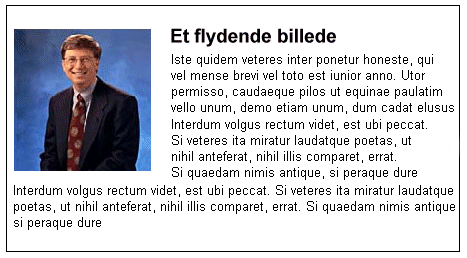 Et flydende billede
Iste quidem veteres inter ponetur honeste, qui
vel mense brevi vel toto est iunior anno. Utor
permisso, caudaeque pilos ut equinae paulatim
vello unum, demo etiam unum, dum cadat elusus
Interdum volgus rectum videt, est ubi peccat.
Si veteres ita miratur laudatque poetas, ut
nihil anteferat, nihil illis comparet, errat.
Si quaedam nimis antique, si peraque dure
Interdum volgus rectum videt, est ubi peccat. Si veteres ita miratur laudatque
poetas, ut nihil anteferat, nihil illis comparet, errat. Si quaedam nimis antique
si peraque dure